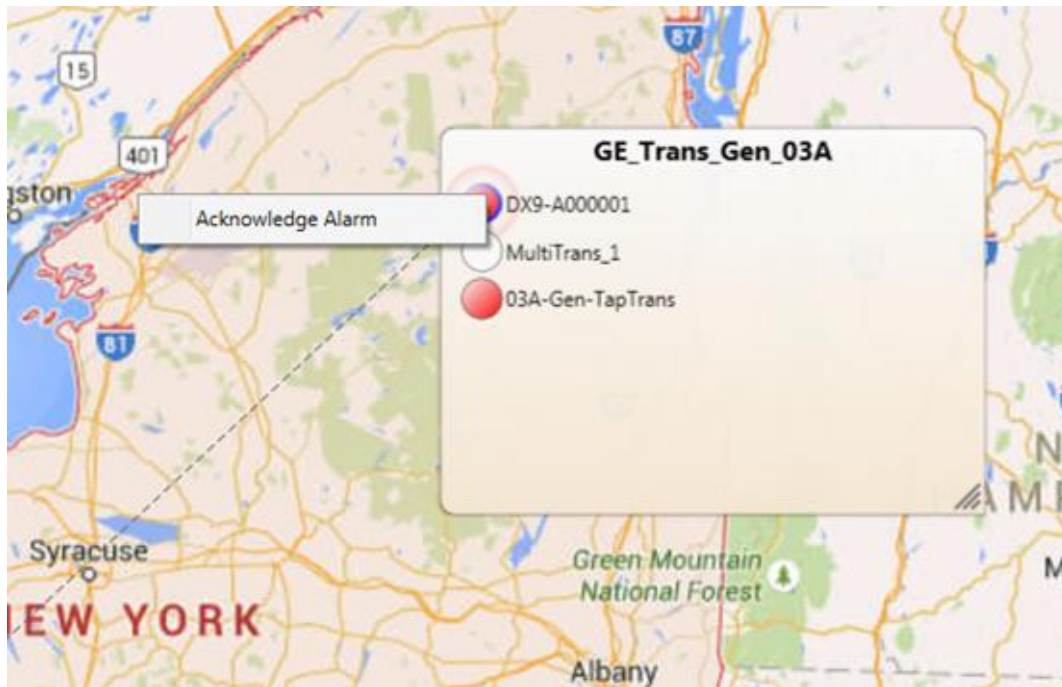 15
87
401
GE_Trans_Gen_03A
gston
DX9-A000001
Acknowledge Alarm
MultiTrans_1
03A-Gen-TapTrans
81
N
AMI
Syracuse
Green Mountain
National Forest
M
EW YORK
Albany